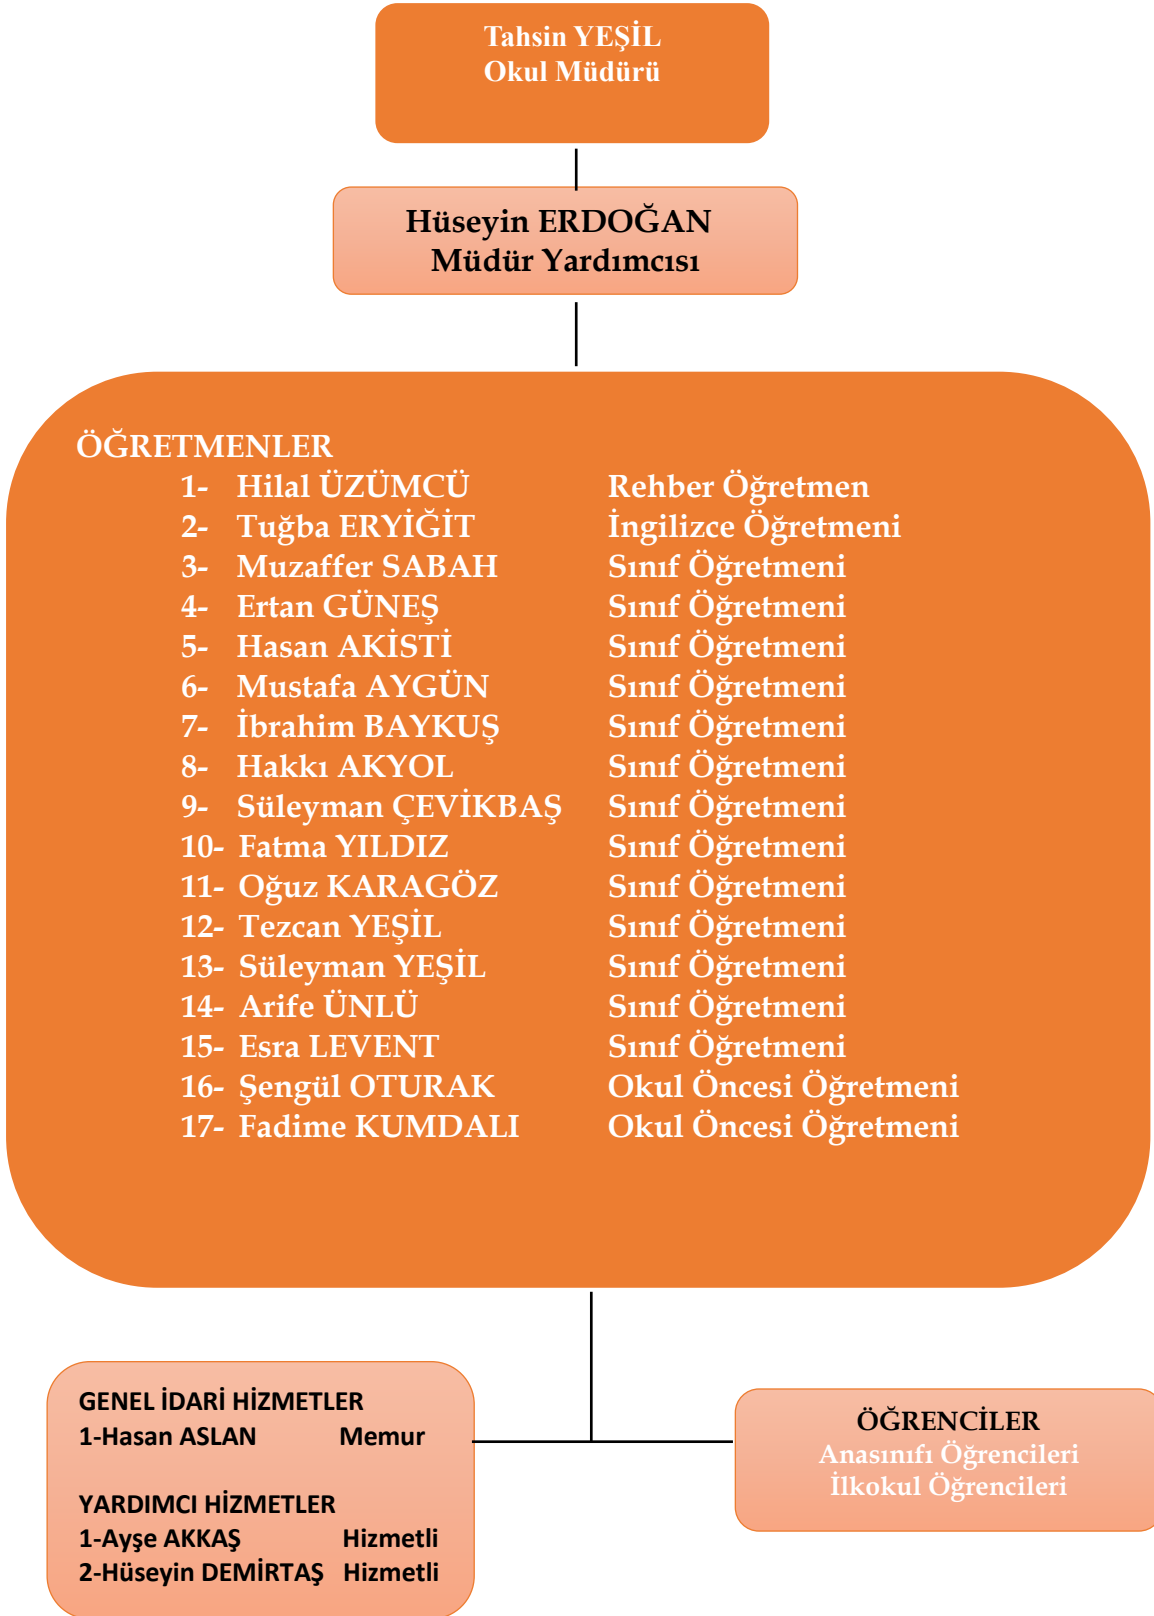 Tahsin YEŞİL
Okul Müdürü
Hüseyin ERDOĞAN
Müdür Yardımcısı
ÖĞRETMENLER
1- Hilal ÜZÜMCÜ Rehber Öğretmen
2- Tuğba ERYİĞİT İngilizce Öğretmeni
3- Muzaffer SABAH Sınıf Öğretmeni
4- Ertan GÜNEŞ Sınıf Öğretmeni
5- Hasan AKİSTİ Sınıf Öğretmeni
6- Mustafa AYGÜN Sınıf Öğretmeni
7- İbrahim BAYKUŞ Sınıf Öğretmeni
8- Hakkı AKYOL Sınıf Öğretmeni
9- Süleyman ÇEVİKBAŞ Sınıf Öğretmeni
10- Fatma YILDIZ Sınıf Öğretmeni
11- Oğuz KARAGÖZ Sınıf Öğretmeni
12- Tezcan YEŞİL Sınıf Öğretmeni
13- Süleyman YEŞİL Sınıf Öğretmeni
14- Arife ÜNLÜ Sınıf Öğretmeni
15- Esra LEVENT Sınıf Öğretmeni
16- Şengül OTURAK Okul Öncesi Öğretmeni
17- Fadime KUMDALI Okul Öncesi Öğretmeni
GENEL İDARİ HİZMETLER
1-Hasan ASLAN Memur
YARDIMCI HİZMETLER
1-Ayşe AKKAŞ Hizmetli
2-Hüseyin DEMİRTAŞ Hizmetli
ÖĞRENCİLER
Anasınıfı Öğrencileri
İlkokul Öğrencileri